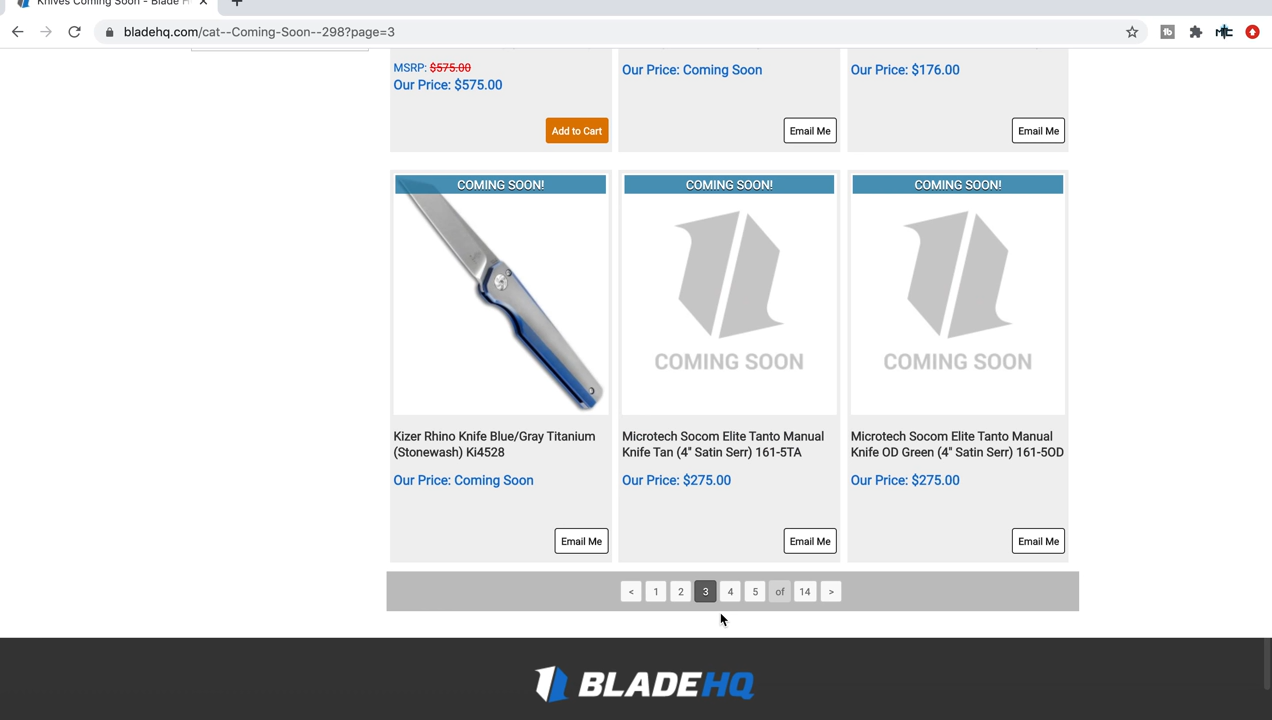 Knives Coming Soon - Blade H
bladehq.com/cat--Coming-Soon--298?page=3
MSRP: $575.00
Our Price: $575.00
Our Price: Coming Soon
Our Price: $176.00
Add to Cart
Email Me
Email Me
COMING SOON!
COMING SOON!
COMING SOON!
COMING SOON
COMING SOON
Kizer Rhino Knife Blue/Gray Titanium
(Stonewash) Ki4528
Our Price: Coming Soon
Email Me
Microtech Socom Elite Tanto Manual
Knife Tan (4" Satin Serr) 161-5TA
Our Price: $275.00
Email Me
Microtech Socom Elite Tanto Manual
Knife OD Green (4" Satin Serr) 161-5OD
Our Price: $275.00
Email Me
< 1 2 3 4 5 of 14 >
BLADEHQ